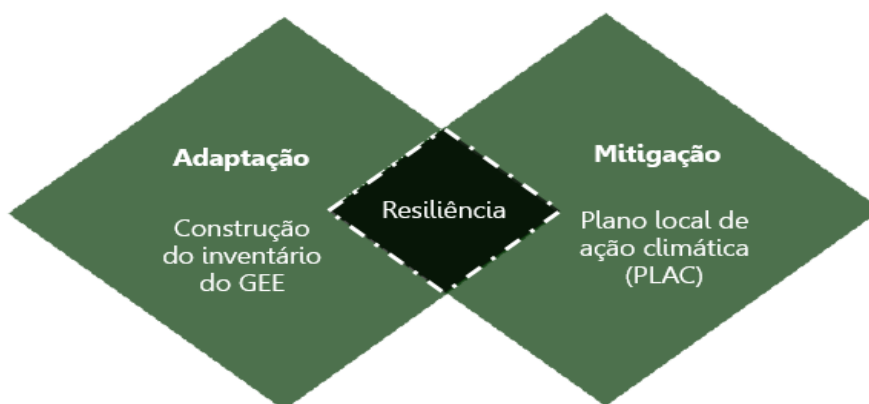 Adaptação
Construção
do inventário
do GEE
Resiliência
Mitigação
Plano local de
ação climática
(PLAC)